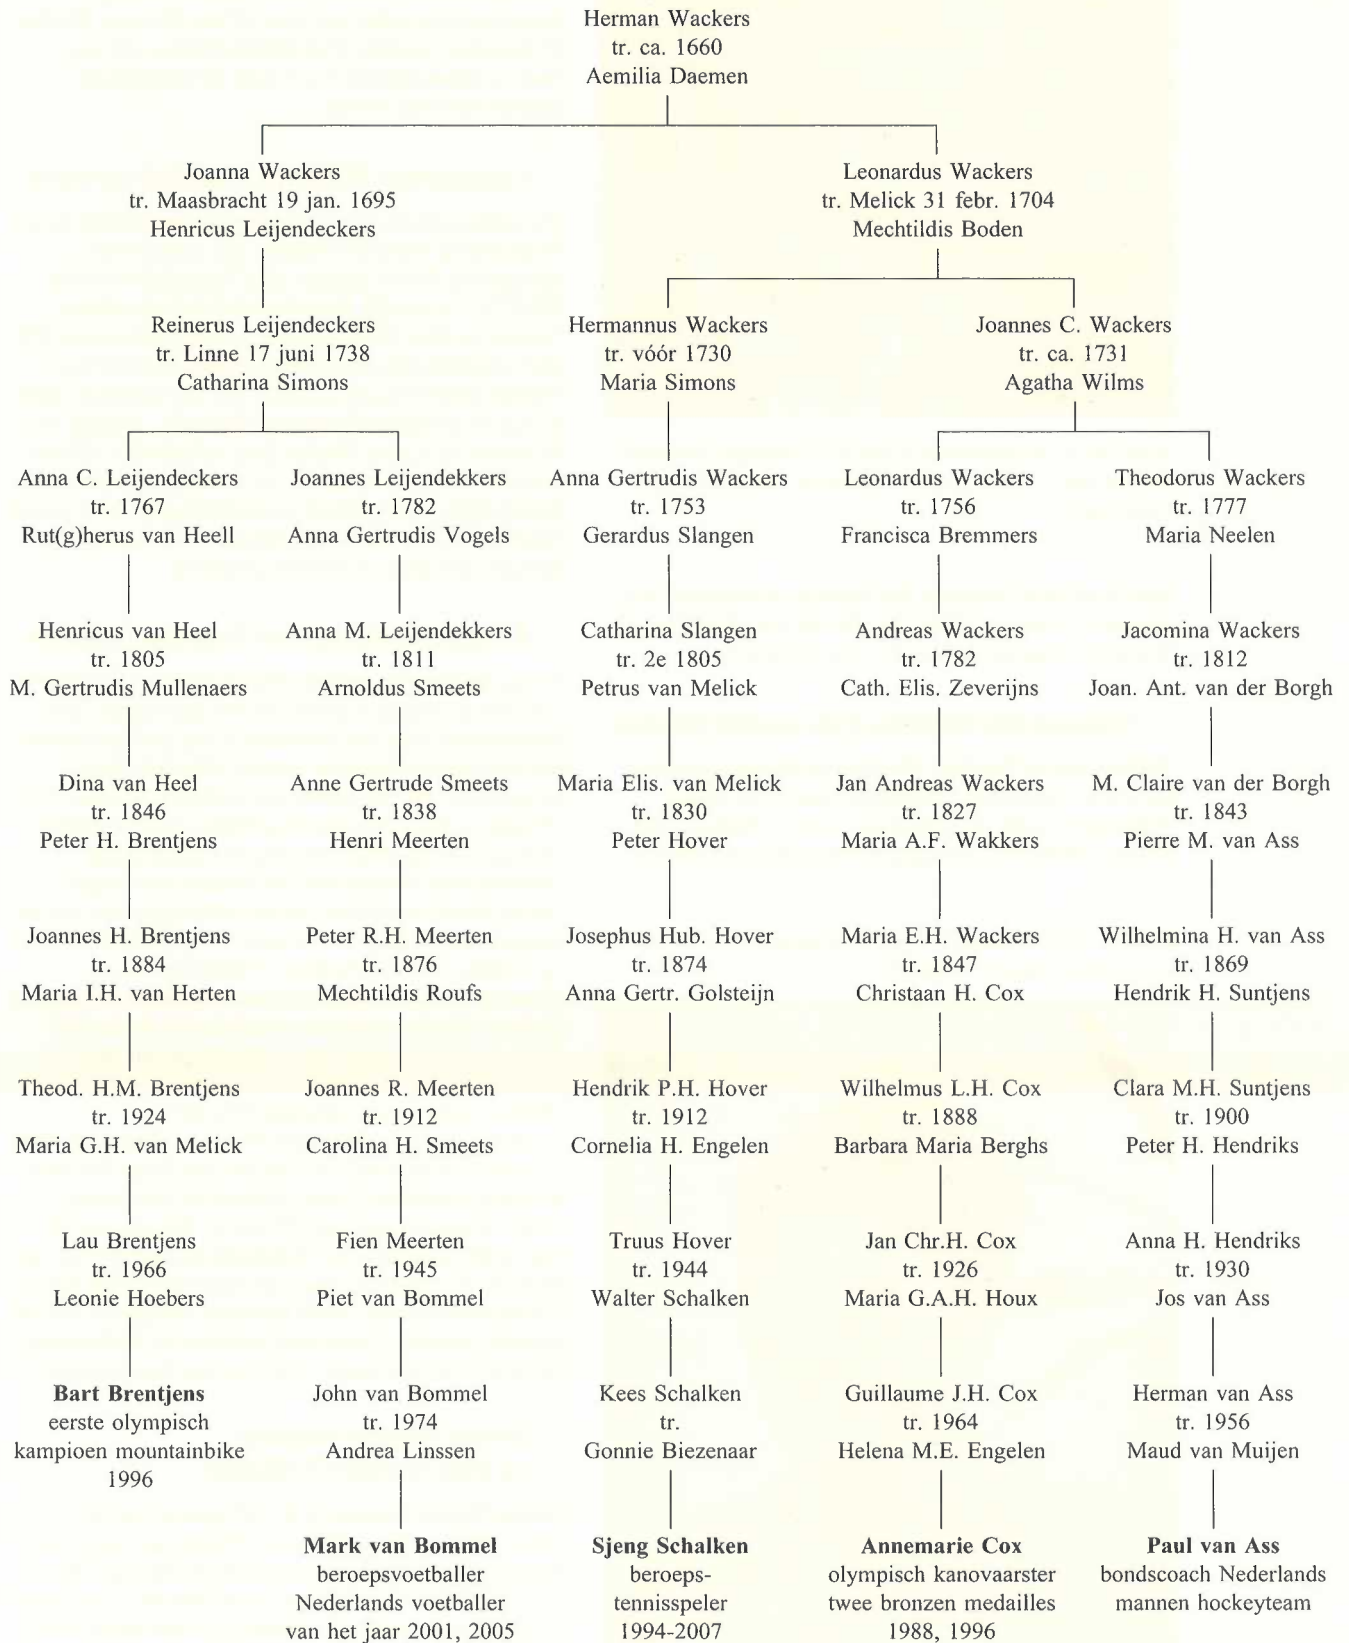 Herman Wackers
tr. ca. 1660
Aemilia Daemen
Joanna Wackers
tr. Maasbracht 19 jan. 1695
Henricus Leijendeckers
Leonardus Wackers
tr. Melick 31 febr. 1704
Mechtildis Boden
Reinerus Leijendeckers
tr. Linne 17 juni 1738
Catharina Simons
Hermannus Wackers
tr. vóór 1730
Maria Simons
Joannes C. Wackers
tr. ca. 1731
Agatha Wilms
Anna C. Leijendeckers
tr. 1767
Rut(g)herus van Heell
Joannes Leijendekkers
tr. 1782
Anna Gertrudis Vogels
Anna Gertrudis Wackers
tr. 1753
Gerardus Slangen
Leonardus Wackers
tr. 1756
Francisca Bremmers
Theodorus Wackers
tr. 1777
Maria Neelen
Henricus van Heel
tr. 1805
M. Gertrudis Mullenaers
Anna M. Leijendekkers
tr. 1811
Arnoldus Smeets
Catharina Slangen
tr. 2e 1805
Petrus van Melick
Andreas Wackers
tr. 1782
Cath. Elis. Zeverijns
Jacomina Wackers
tr. 1812
Joan. Ant. van der Borgh
Dina van Heel
tr. 1846
Peter H. Brentjens
Anne Gertrude Smeets
tr. 1838
Henri Meerten
Maria Elis. van Melick
tr. 1830
Peter Hover
Jan Andreas Wackers
tr. 1827
Maria A.F. Wakkers
M. Claire van der Borgh
tr. 1843
Pierre M. van Ass
Joannes H. Brentjens
tr. 1884
Maria I.H. van Herten
Peter R.H. Meerten
tr. 1876
Mechtildis Roufs
Josephus Hub. Hover
tr. 1874
Anna Gertr. Golsteijn
Maria E.H. Wackers
tr. 1847
Christaan H. Cox
Wilhelmina H. van Ass
tr. 1869
Hendrik H. Suntjens
Theod. H.M. Brentjens
tr. 1924
Maria G.H. van Melick
Joannes R. Meerten
tr. 1912
Carolina H. Smeets
Hendrik P.H. Hover
tr. 1912
Cornelia H. Engelen
Wilhelmus L.H. Cox
tr. 1888
Barbara Maria Berghs
Clara M.H. Suntjens
tr. 1900
Peter H. Hendriks
Lau Brentjens
tr. 1966
Leonie Hoebers
Fien Meerten
tr. 1945
Piet van Bommel
Truus Hover
tr. 1944
Walter Schalken
Jan Chr.H. Cox
tr. 1926
Maria G.A.H. Houx
Anna H. Hendriks
tr. 1930
Jos van Ass
Bart Brentjens
eerste olympisch
kampioen mountainbike
1996
John van Bommel
tr. 1974
Andrea Linssen
Kees Schalken
tr.
Gonnie Biezenaar
Guillaume J.H. Cox
tr. 1964
Helena M.E. Engelen
Herman van Ass
tr. 1956
Maud van Muijen
Mark van Bommel
beroepsvoetballer
Nederlands voetballer
van het jaar 2001, 2005
Sjeng Schalken
beroeps-
tennisspeler
1994-2007
Annemarie Cox
olympisch kanovaarster
twee bronzen medailles
1988, 1996
Paul van Ass
bondscoach Nederlands
mannen hockeyteam